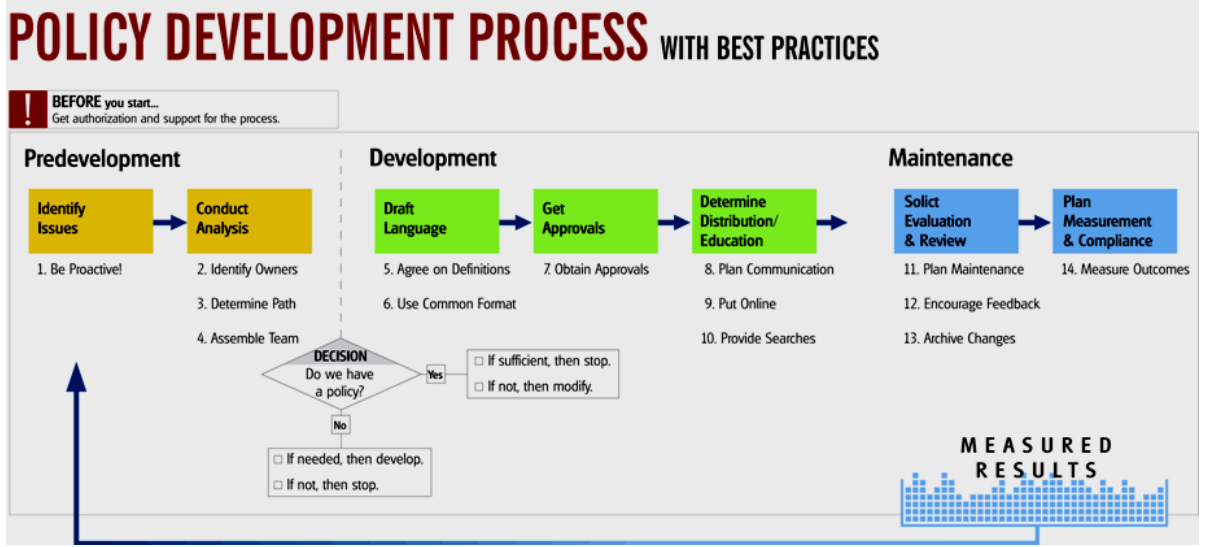 POLICY DEVELOPMENT PROCESS WITH BEST PRACTICES
! BEFORE you start...
Get authorization and support for the process.
Predevelopment
Identify
Issues
1. Be Proactive!
Conduct
Analysis
2. Identify Owners
3. Determine Path
4. Assemble Team
DECISION
Do we have
a policy?
Yes
□ If sufficient, then stop.
□ If not, then modify.
No
□ If needed, then develop.
□ If not, then stop.
Development
Draft
Language
5. Agree on Definitions
6. Use Common Format
Get
Approvals
7. Obtain Approvals
Determine
Distribution/
Education
8. Plan Communication
9. Put Online
10. Provide Searches
Maintenance
Solict
Evaluation
& Review
11. Plan Maintenance
12. Encourage Feedback
13. Archive Changes
Plan
Measurement
& Compliance
14. Measure Outcomes
MEASURED
RESULTS